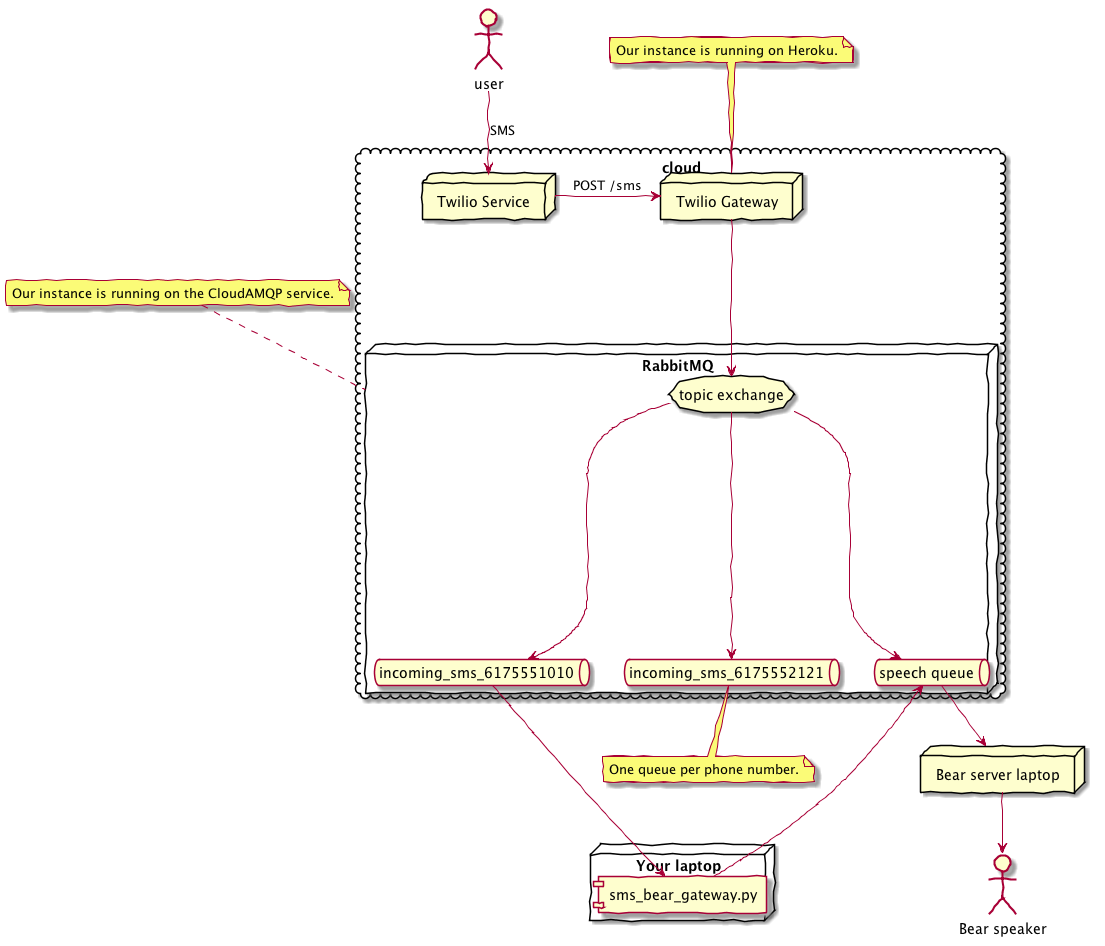 user
Our instance is running on Heroku.
SMS
cloud
Twilio Service
POST /sms
Twilio Gateway
Our instance is running on the CloudAMQP service.
RabbitMQ
topic exchange
incoming_sms_6175551010
incoming_sms_6175552121
speech queue
One queue per phone number.
Bear server laptop
Your laptop
sms_bear_gateway.py
Bear speaker